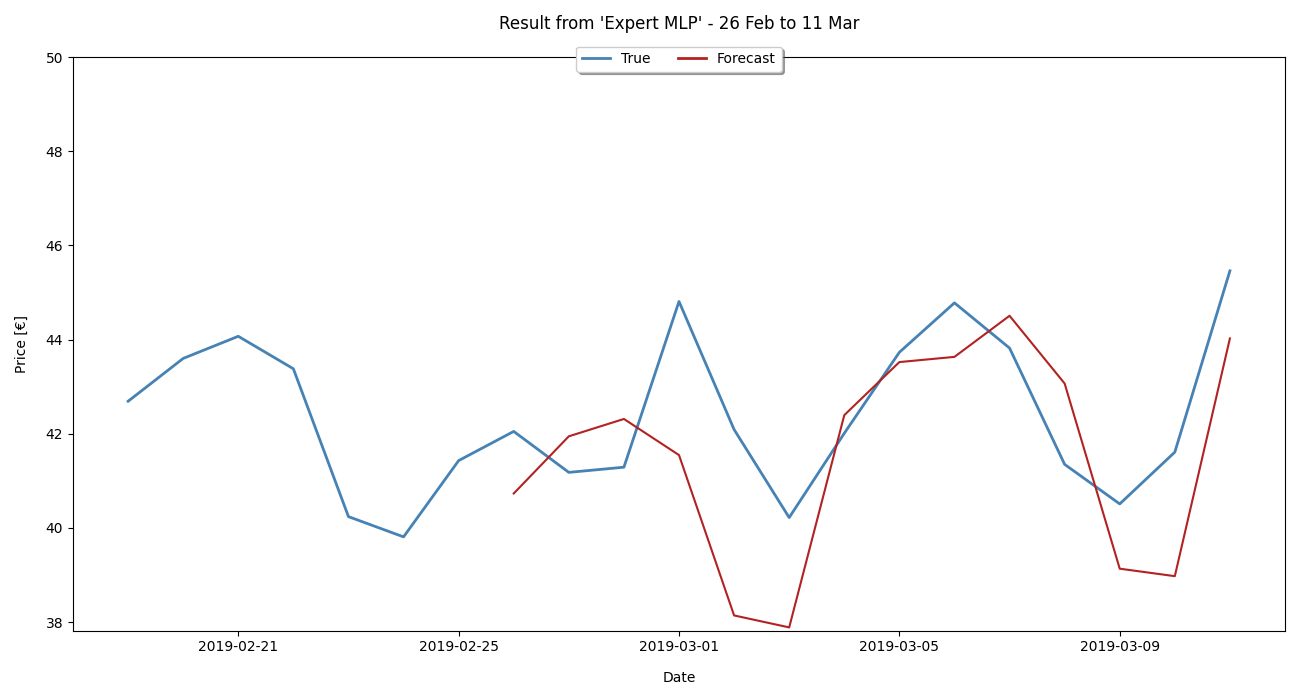 Result from 'Expert MLP' - 26 Feb to 11 Mar
True Forecast
50
48
46
44
42
40
38
Price [€]
2019-02-21 2019-02-25 2019-03-01 2019-03-05 2019-03-09
Date